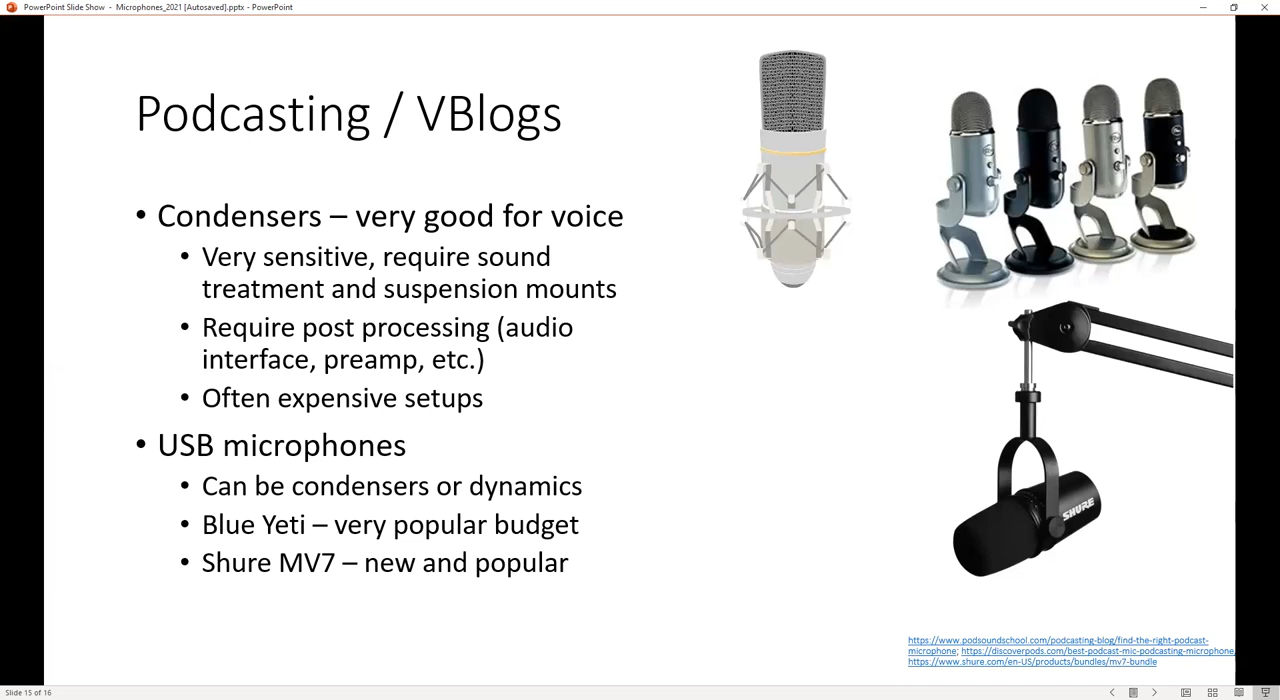 PowerPoint Slide Show - Microphones_2021 [Autosaved].pptx - PowerPoint
Podcasting / VBlogs
• Condensers – very good for voice
• Very sensitive, require sound
treatment and suspension mounts
• Require post processing (audio
interface, preamp, etc.)
• Often expensive setups
• USB microphones
• Can be condensers or dynamics
• Blue Yeti – very popular budget
• Shure MV7 – new and popular
SHURE
https://www.podsoundschool.com/podcasting-blog/find-the-right-podcast-
microphone; https://discoverpods.com/best-podcast-mic-podcasting-microphone/
https://www.shure.com/en-US/products/bundles/mv7-bundle
Slide 15 of 16